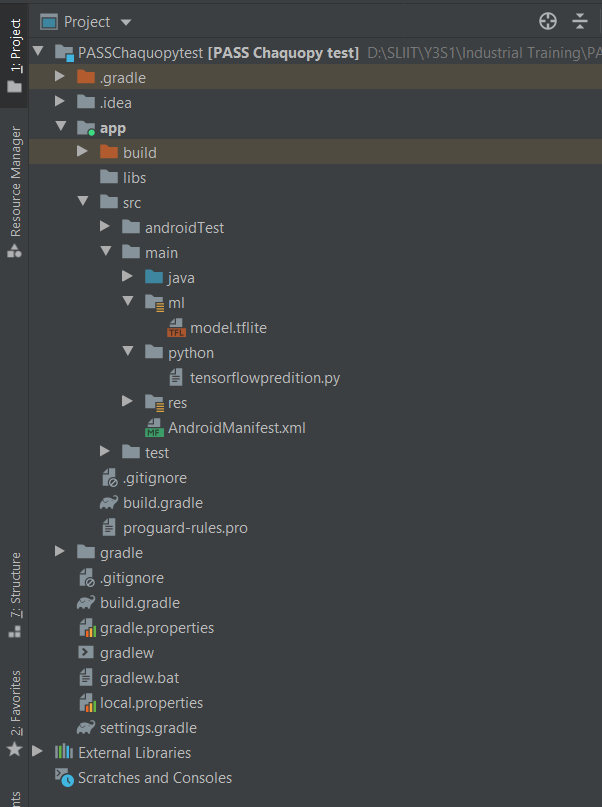 Project
PASSChaquopytest [PASS Chaquopy test] D:\SLIIT\Y3S1\Industrial Training\PA
.gradle
.idea
app
build
libs
src
androidTest
main
java
ml
TFL model.tflite
python
tensorflowpredition.py
res
MF AndroidManifest.xml
test
.gitignore
build.gradle
proguard-rules.pro
gradle
.gitignore
build.gradle
gradle.properties
gradlew
gradlew.bat
local.properties
settings.gradle
External Libraries
Scratches and Consoles
1: Project
Resource Manager
7: Structure
2: Favorites
nts